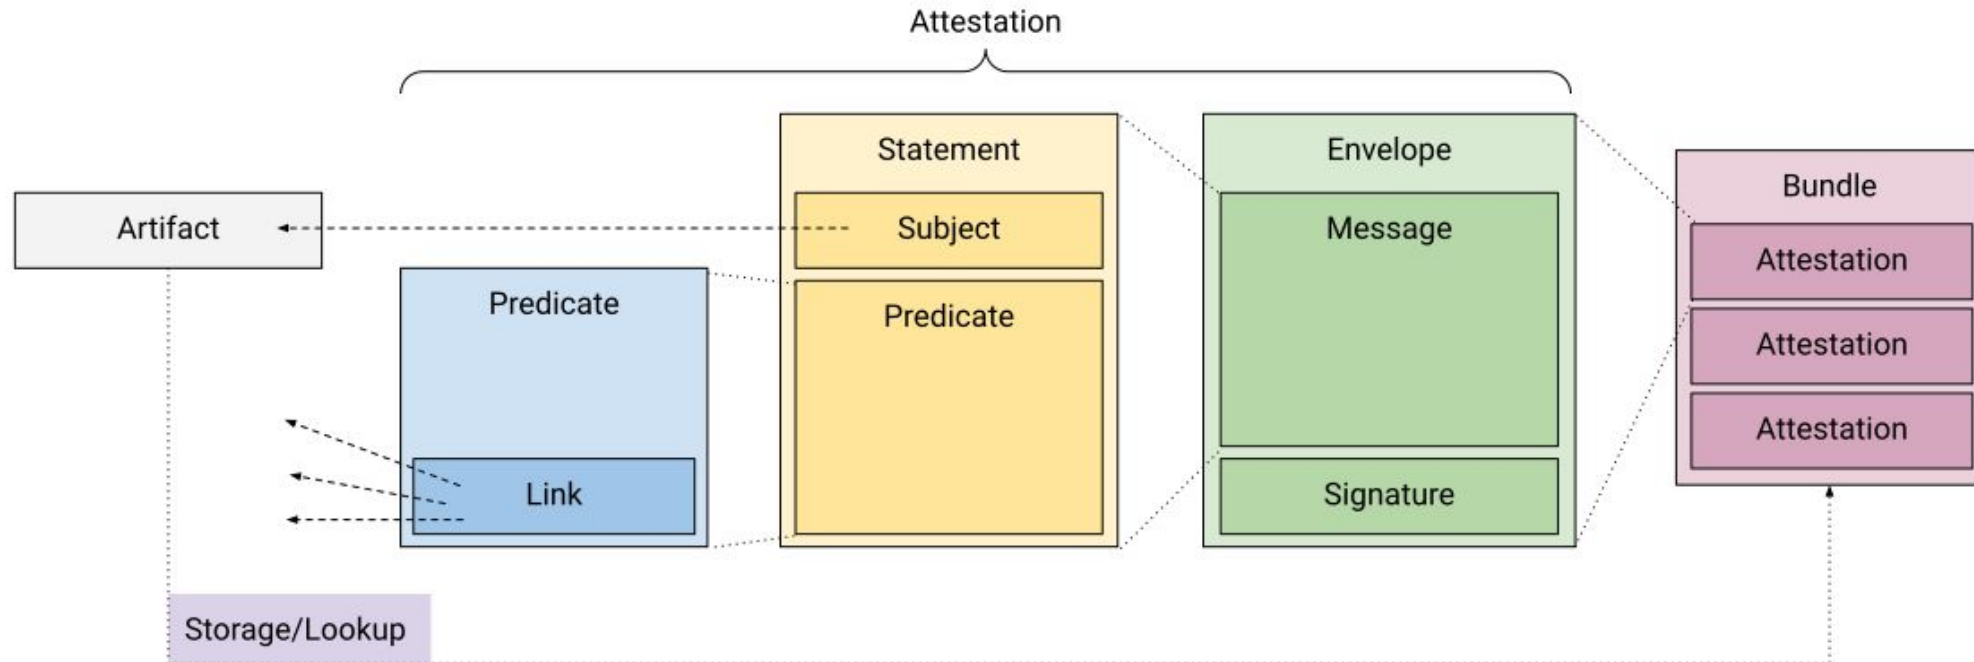 Attestation
Artifact
Predicate
Link
Statement
Subject
Predicate
Envelope
Message
Signature
Bundle
Attestation
Attestation
Attestation
Storage/Lookup